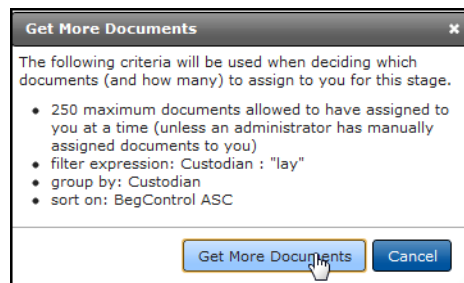 Get More Documents x
The following criteria will be used when deciding which
documents (and how many) to assign to you for this stage.
• 250 maximum documents allowed to have assigned to
you at a time (unless an administrator has manually
assigned documents to you)
• filter expression: Custodian : "lay"
• group by: Custodian
• sort on: BegControl ASC
Get More Documents Cancel